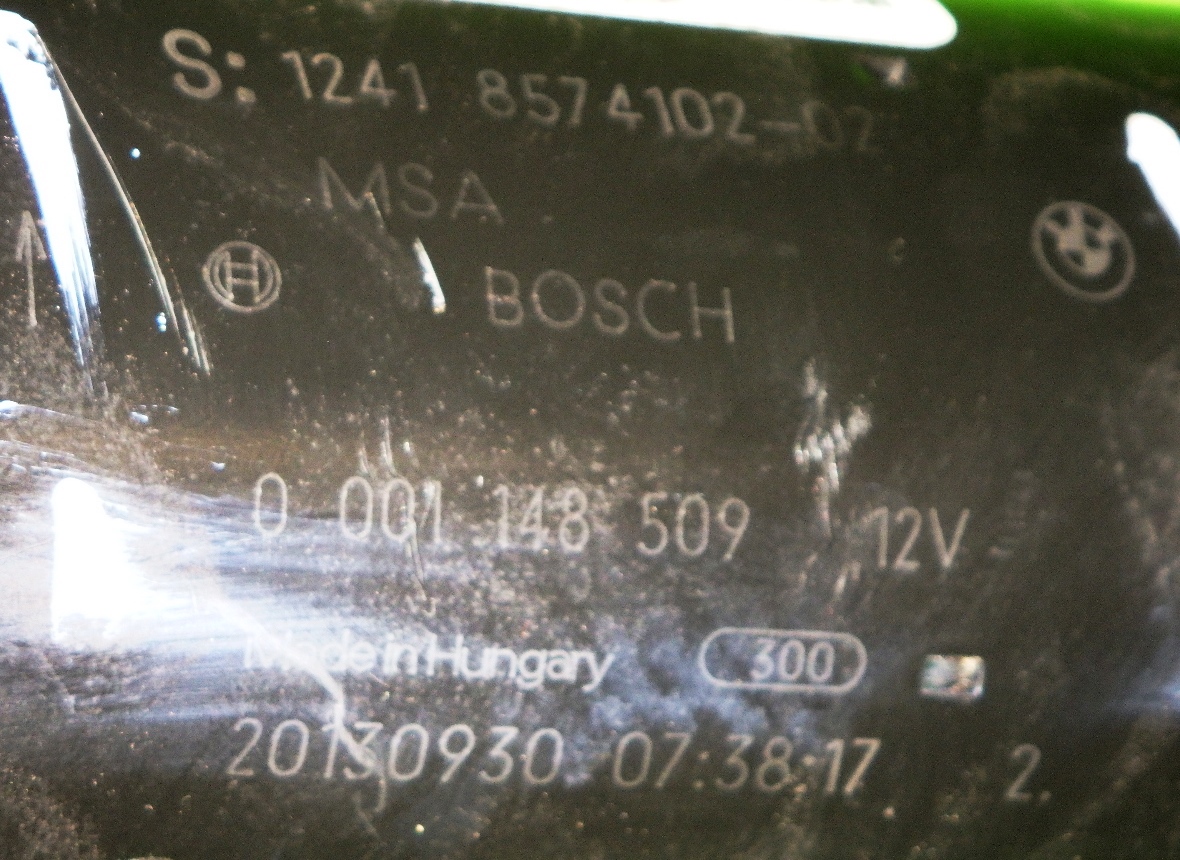 S: 1241 8574102-02
MSA
BOSCH
0 001 148 509 12V
Made in Hungary 300
20130930 07:38:17 2.